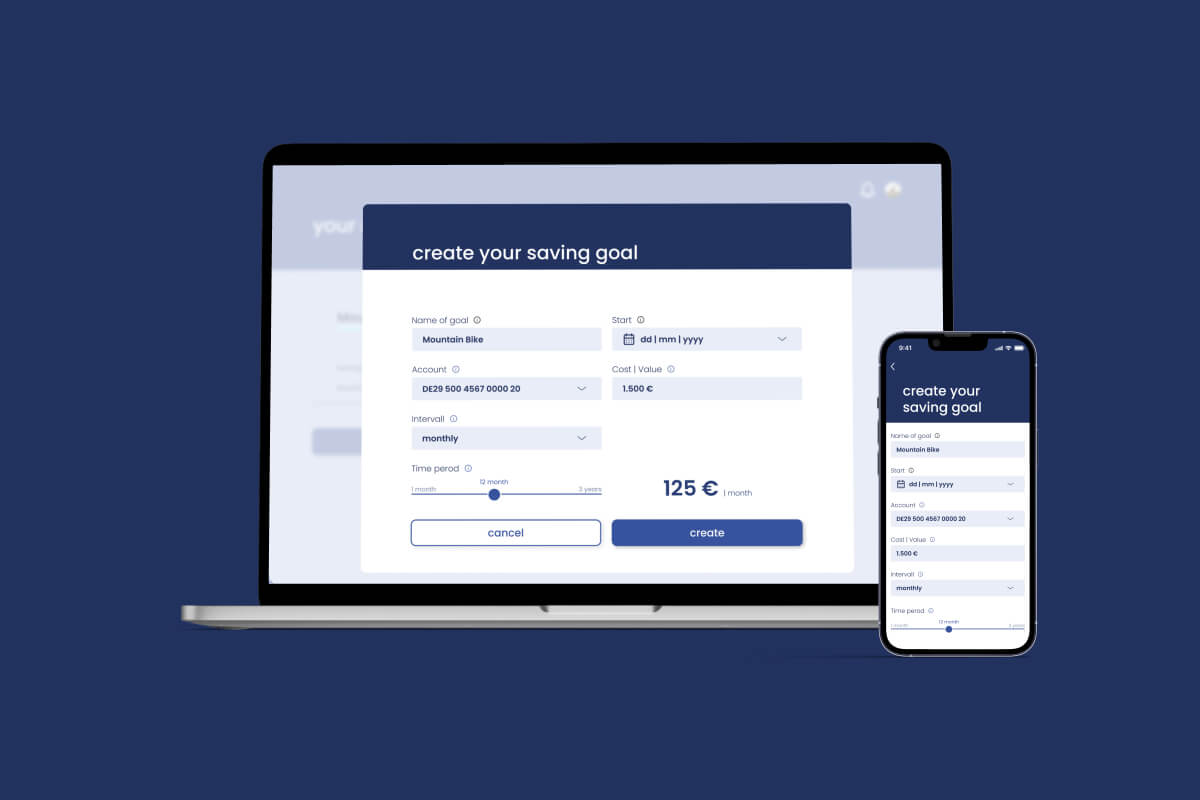 your
create your saving goal
Name of goal
Start
Mountain Bike
dd | mm | yyyy
Account
Cost | Value
DE29 500 4567 0000 20
1.500 €
Intervall
monthly
Time perod
12 month
1 month
3 years
125 € | month
cancel
create
9:41
create your
saving goal
Name of goal
Mountain Bike
Start
dd | mm | yyyy
Account
DE29 500 4567 0000 20
Cost | Value
1.500 €
Intervall
monthly
Time perod
12 month
1 month
3 years